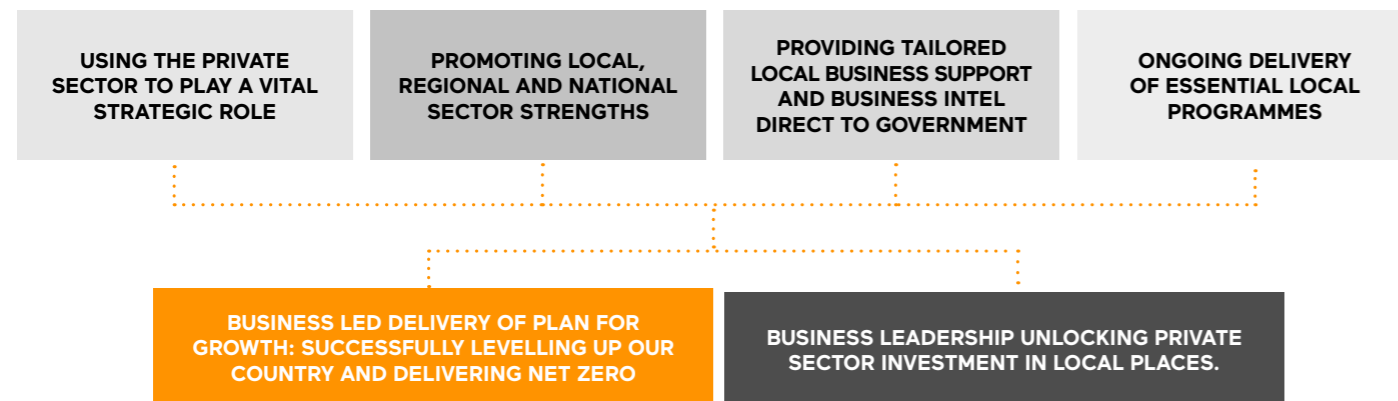 USING THE PRIVATE
SECTOR TO PLAY A VITAL
STRATEGIC ROLE
PROMOTING LOCAL,
REGIONAL AND NATIONAL
SECTOR STRENGTHS
PROVIDING TAILORED
LOCAL BUSINESS SUPPORT
AND BUSINESS INTEL
DIRECT TO GOVERNMENT
ONGOING DELIVERY
OF ESSENTIAL LOCAL
PROGRAMMES
BUSINESS LED DELIVERY OF PLAN FOR
GROWTH: SUCCESSFULLY LEVELLING UP OUR
COUNTRY AND DELIVERING NET ZERO
BUSINESS LEADERSHIP UNLOCKING PRIVATE
SECTOR INVESTMENT IN LOCAL PLACES.